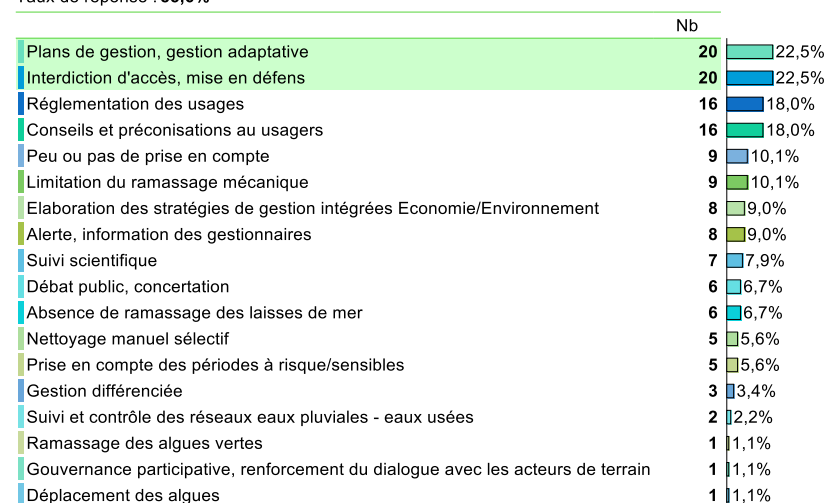 Taux de réponse : 55,6%
Nb
Plans de gestion, gestion adaptative 20 22,5%
Interdiction d'accès, mise en défens 20 22,5%
Réglementation des usages 16 18,0%
Conseils et préconisations au usagers 16 18,0%
Peu ou pas de prise en compte 9 10,1%
Limitation du ramassage mécanique 9 10,1%
Elaboration des stratégies de gestion intégrées Economie/Environnement 8 9,0%
Alerte, information des gestionnaires 8 9,0%
Suivi scientifique 7 7,9%
Débat public, concertation 6 6,7%
Absence de ramassage des laisses de mer 6 6,7%
Nettoyage manuel sélectif 5 5,6%
Prise en compte des périodes à risque/sensibles 5 5,6%
Gestion différenciée 3 3,4%
Suivi et contrôle des réseaux eaux pluviales - eaux usées 2 2,2%
Ramassage des algues vertes 1 1,1%
Gouvernance participative, renforcement du dialogue avec les acteurs de terrain 1 1,1%
Déplacement des algues 1 1,1%